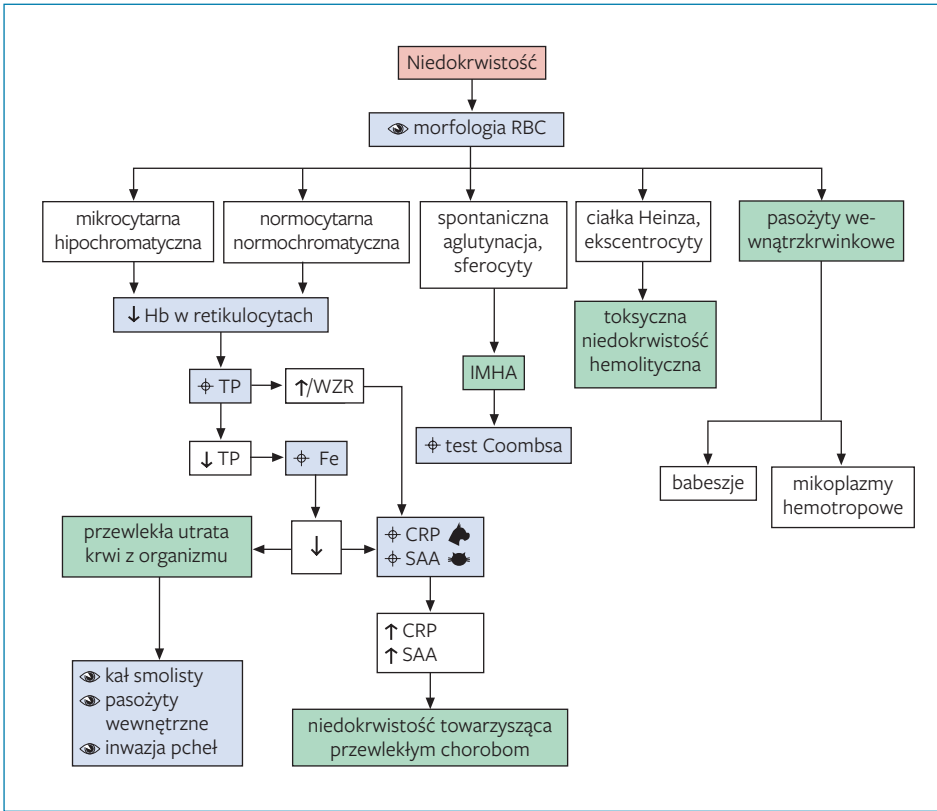 Niedokrwistość
morfologia RBC
mikrocytarna
hipochromatyczna
normocytarna
normochromatyczna
spontaniczna
aglutynacja,
sferocyty
ciałka Heinza,
ekscentrocyty
pasożyty we-
wnątrzkrwinkowe
↓ Hb w retikulocytach
toksyczna
niedokrwistość
hemolityczna
IMHA
TP
↑/WZR
↓ TP
Fe
test Coombsa
babeszje
mikoplazmy
hemotropowe
przewlekła utrata
krwi z organizmu
↓
CRP
SAA
↑ CRP
↑ SAA
kał smolisty
pasożyty
wewnętrzne
inwazja pcheł
niedokrwistość towarzysząca
przewlekłym chorobom